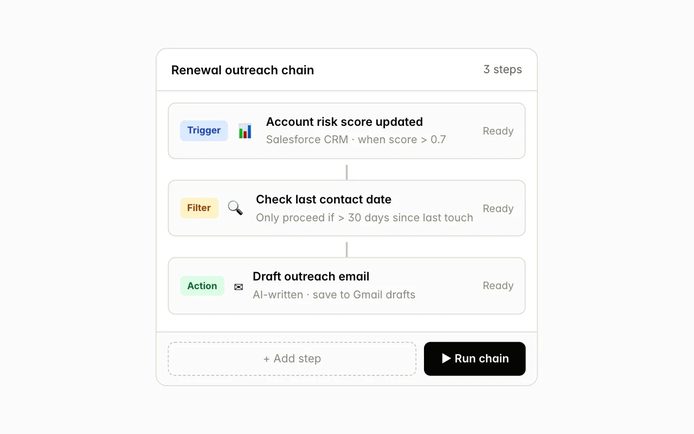 Renewal outreach chain
3 steps
Trigger
Account risk score updated
Salesforce CRM · when score > 0.7
Ready
Filter
Check last contact date
Only proceed if > 30 days since last touch
Ready
Action
Draft outreach email
AI-written · save to Gmail drafts
Ready
+ Add step
▶ Run chain